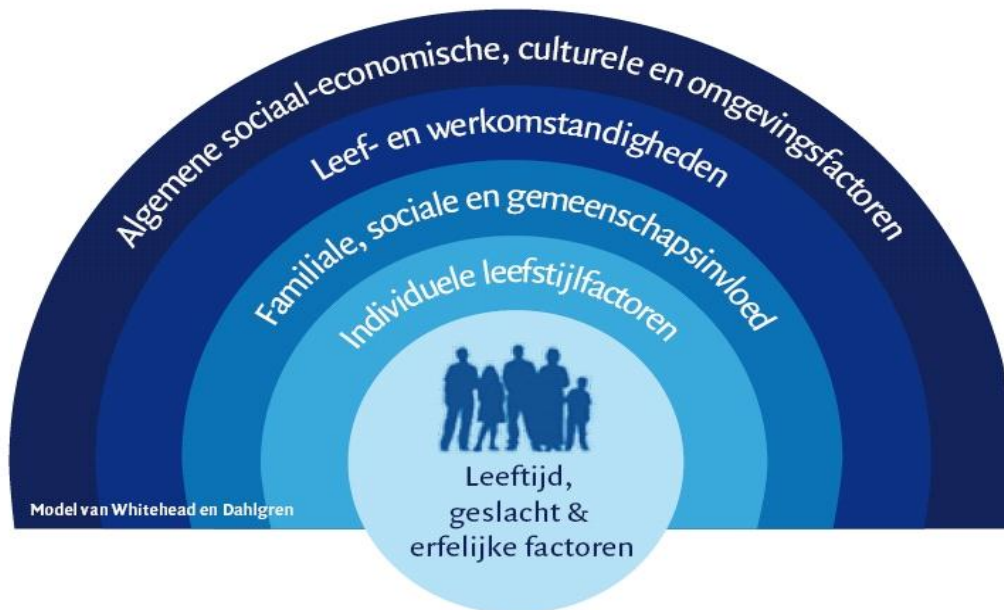 Algemene sociaal-economische, culturele en omgevingsfactoren
Leef- en werkomstandigheden
Familiale, sociale en gemeenschapsinvloed
Individuele leefstijlfactoren
Leeftijd,
geslacht &
erfelijke factoren
Model van Whitehead en Dahlgren